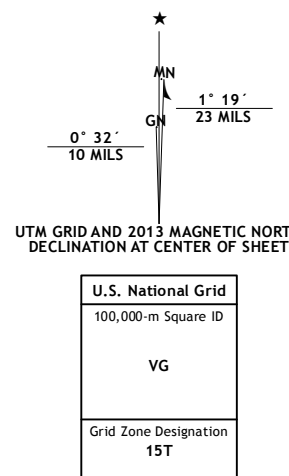 ★
MN
1° 19´
23 MILS
GN
0° 32´
10 MILS
UTM GRID AND 2013 MAGNETIC NORT
DECLINATION AT CENTER OF SHEET
U.S. National Grid
100,000-m Square ID
VG
Grid Zone Designation
15T